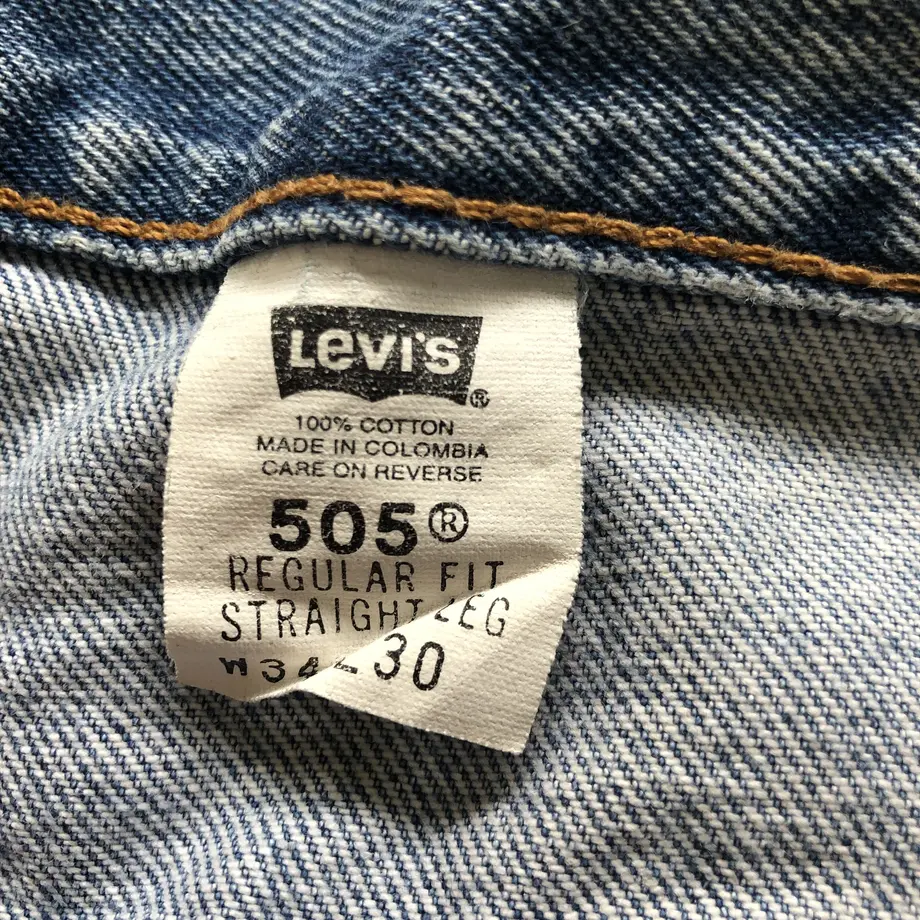 LEVI'S®
100% COTTON
MADE IN COLOMBIA
CARE ON REVERSE
505®
REGULAR FIT
STRAIGHT LEG
W34 L30